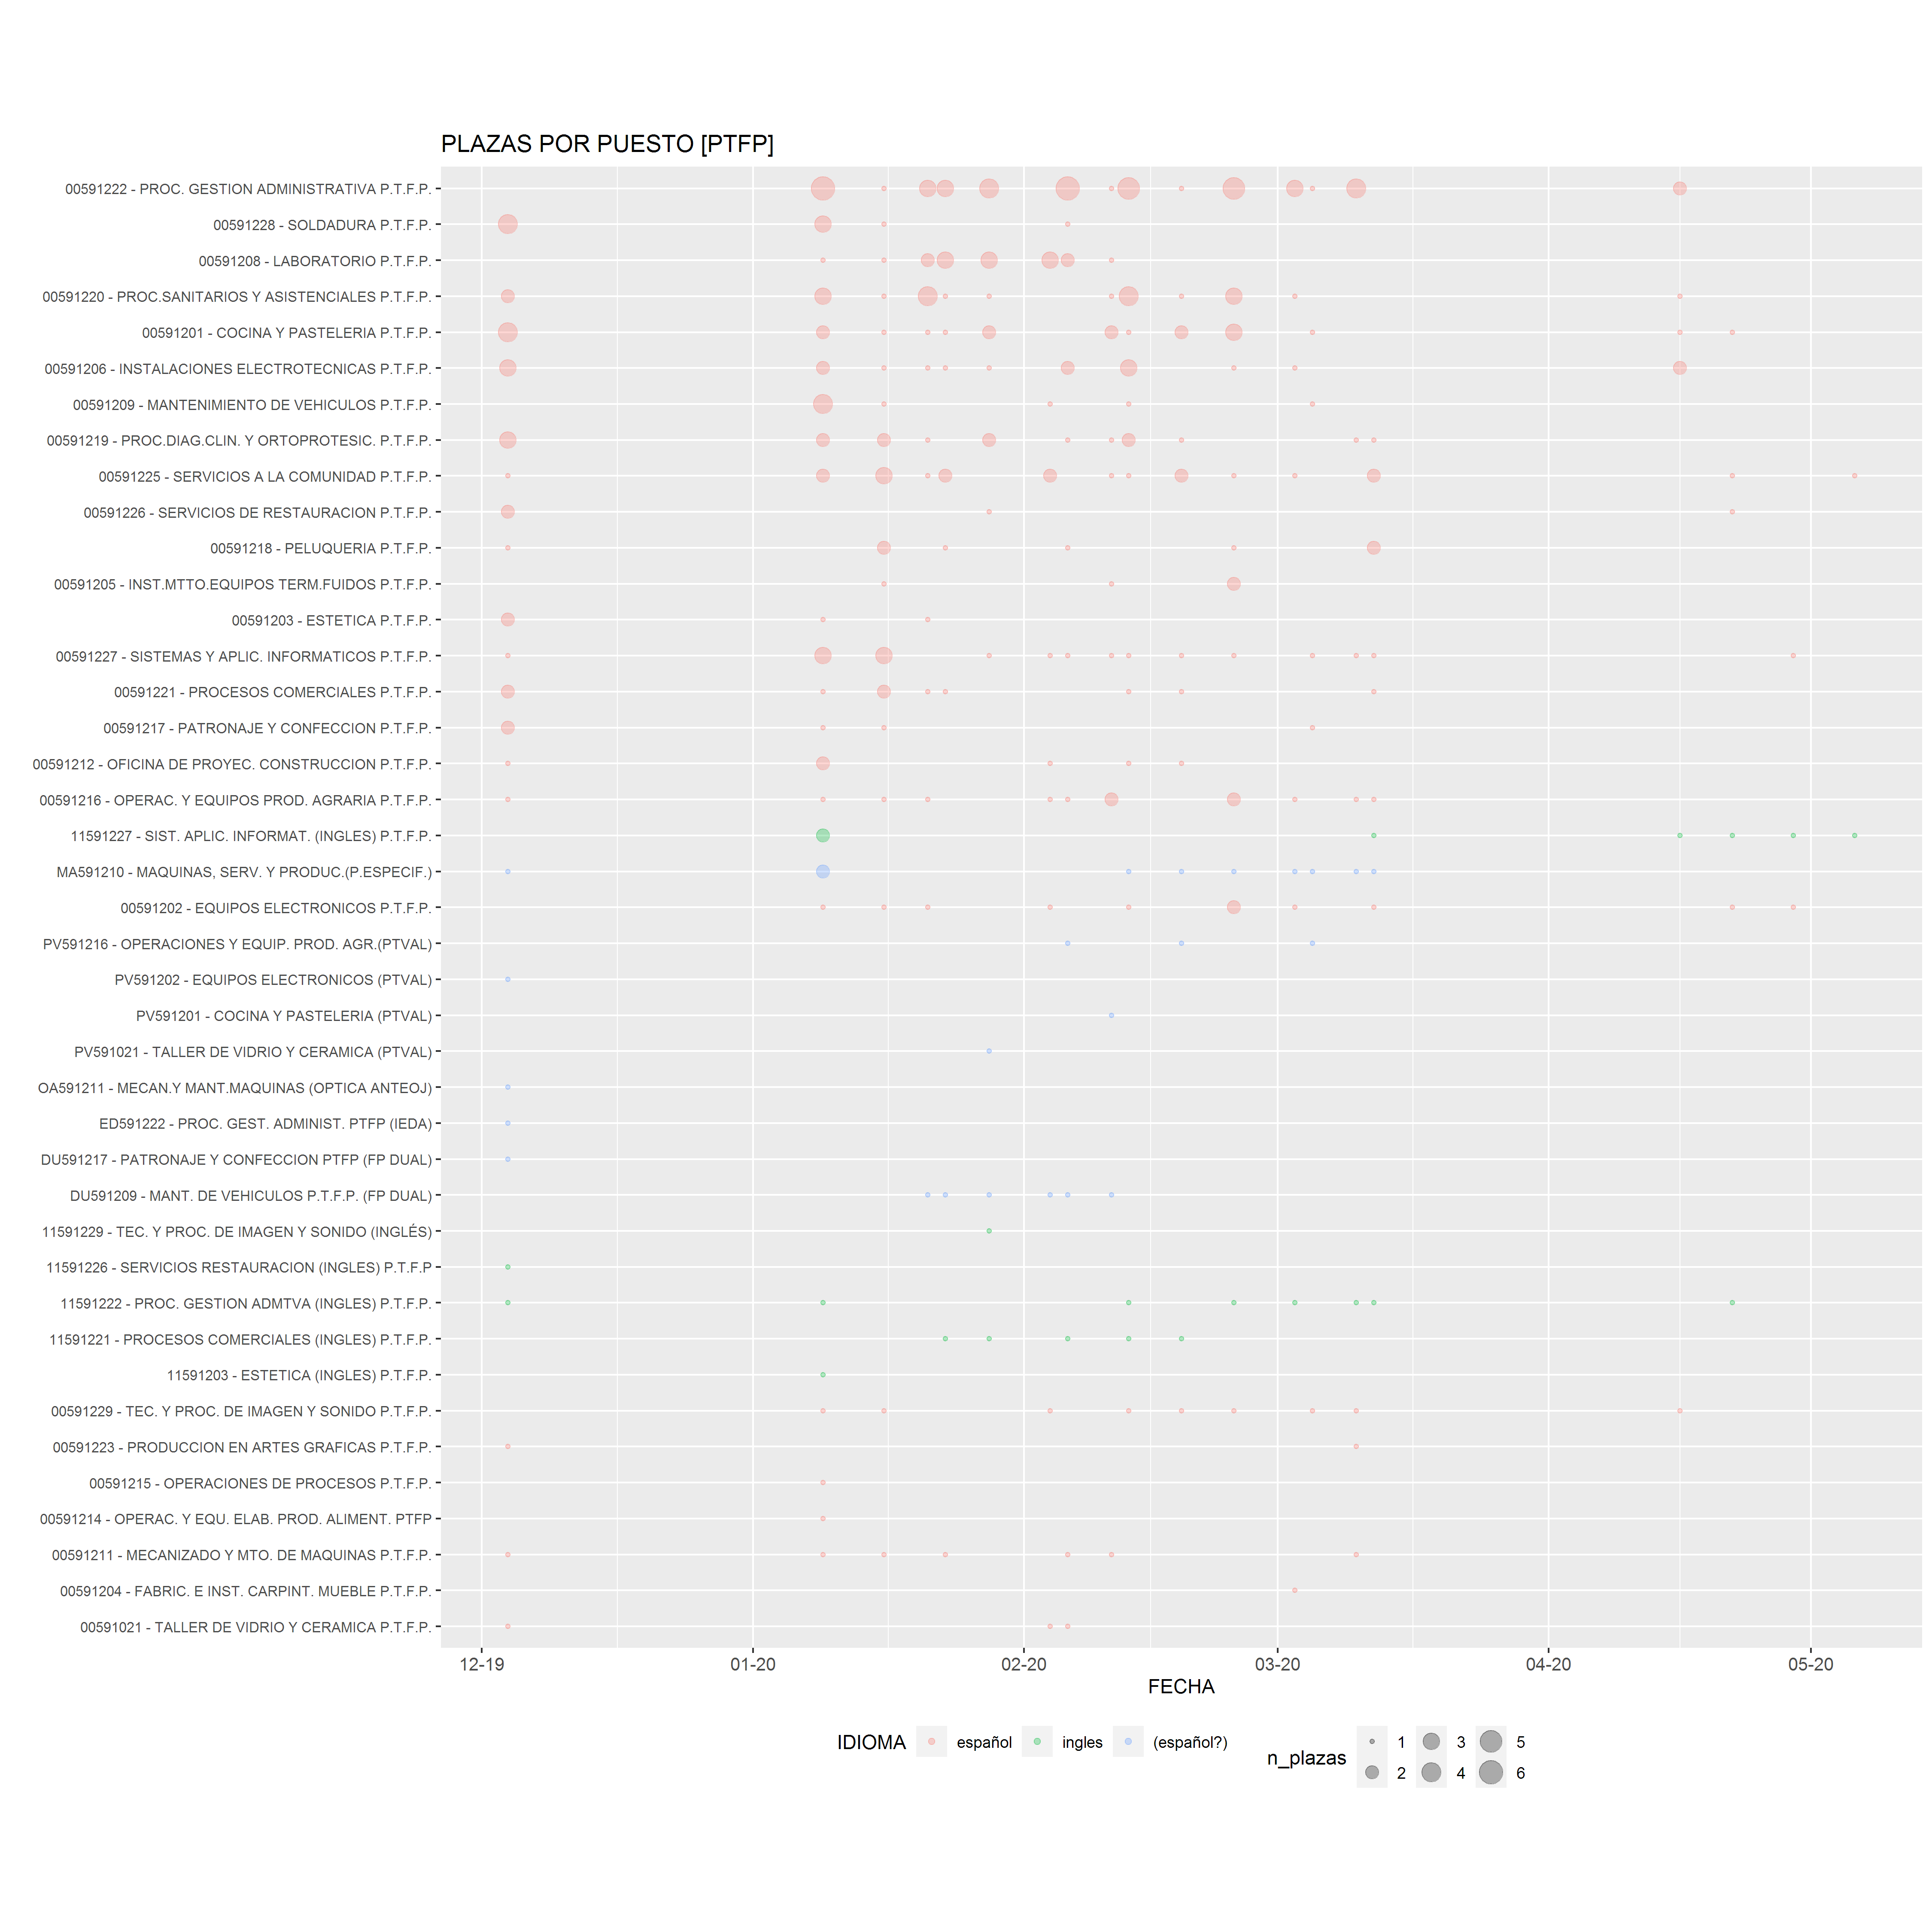 PLAZAS POR PUESTO [PTFP]
00591222 - PROC. GESTION ADMINISTRATIVA P.T.F.P.
00591228 - SOLDADURA P.T.F.P.
00591208 - LABORATORIO P.T.F.P.
00591220 - PROC.SANITARIOS Y ASISTENCIALES P.T.F.P.
00591201 - COCINA Y PASTELERIA P.T.F.P.
00591206 - INSTALACIONES ELECTROTECNICAS P.T.F.P.
00591209 - MANTENIMIENTO DE VEHICULOS P.T.F.P.
00591219 - PROC.DIAG.CLIN. Y ORTOPROTESIC. P.T.F.P.
00591225 - SERVICIOS A LA COMUNIDAD P.T.F.P.
00591226 - SERVICIOS DE RESTAURACION P.T.F.P.
00591218 - PELUQUERIA P.T.F.P.
00591205 - INST.MTTO.EQUIPOS TERM.FUIDOS P.T.F.P.
00591203 - ESTETICA P.T.F.P.
00591227 - SISTEMAS Y APLIC. INFORMATICOS P.T.F.P.
00591221 - PROCESOS COMERCIALES P.T.F.P.
00591217 - PATRONAJE Y CONFECCION P.T.F.P.
00591212 - OFICINA DE PROYEC. CONSTRUCCION P.T.F.P.
00591216 - OPERAC. Y EQUIPOS PROD. AGRARIA P.T.F.P.
11591227 - SIST. APLIC. INFORMAT. (INGLES) P.T.F.P.
MA591210 - MAQUINAS, SERV. Y PRODUC.(P.ESPECIF.)
00591202 - EQUIPOS ELECTRONICOS P.T.F.P.
PV591216 - OPERACIONES Y EQUIP. PROD. AGR.(PTVAL)
PV591202 - EQUIPOS ELECTRONICOS (PTVAL)
PV591201 - COCINA Y PASTELERIA (PTVAL)
PV591021 - TALLER DE VIDRIO Y CERAMICA (PTVAL)
OA591211 - MECAN.Y MANT.MAQUINAS (OPTICA ANTEOJ)
ED591222 - PROC. GEST. ADMINIST. PTFP (IEDA)
DU591217 - PATRONAJE Y CONFECCION PTFP (FP DUAL)
DU591209 - MANT. DE VEHICULOS P.T.F.P. (FP DUAL)
11591229 - TEC. Y PROC. DE IMAGEN Y SONIDO (INGLÉS)
11591226 - SERVICIOS RESTAURACION (INGLES) P.T.F.P
11591222 - PROC. GESTION ADMTVA (INGLES) P.T.F.P.
11591221 - PROCESOS COMERCIALES (INGLES) P.T.F.P.
11591203 - ESTETICA (INGLES) P.T.F.P.
00591229 - TEC. Y PROC. DE IMAGEN Y SONIDO P.T.F.P.
00591223 - PRODUCCION EN ARTES GRAFICAS P.T.F.P.
00591215 - OPERACIONES DE PROCESOS P.T.F.P.
00591214 - OPERAC. Y EQU. ELAB. PROD. ALIMENT. PTFP
00591211 - MECANIZADO Y MTO. DE MAQUINAS P.T.F.P.
00591204 - FABRIC. E INST. CARPINT. MUEBLE P.T.F.P.
00591021 - TALLER DE VIDRIO Y CERAMICA P.T.F.P.
12-19 01-20 02-20 03-20 04-20 05-20
FECHA
IDIOMA español ingles (español?)
n_plazas 1 3 5
2 4 6